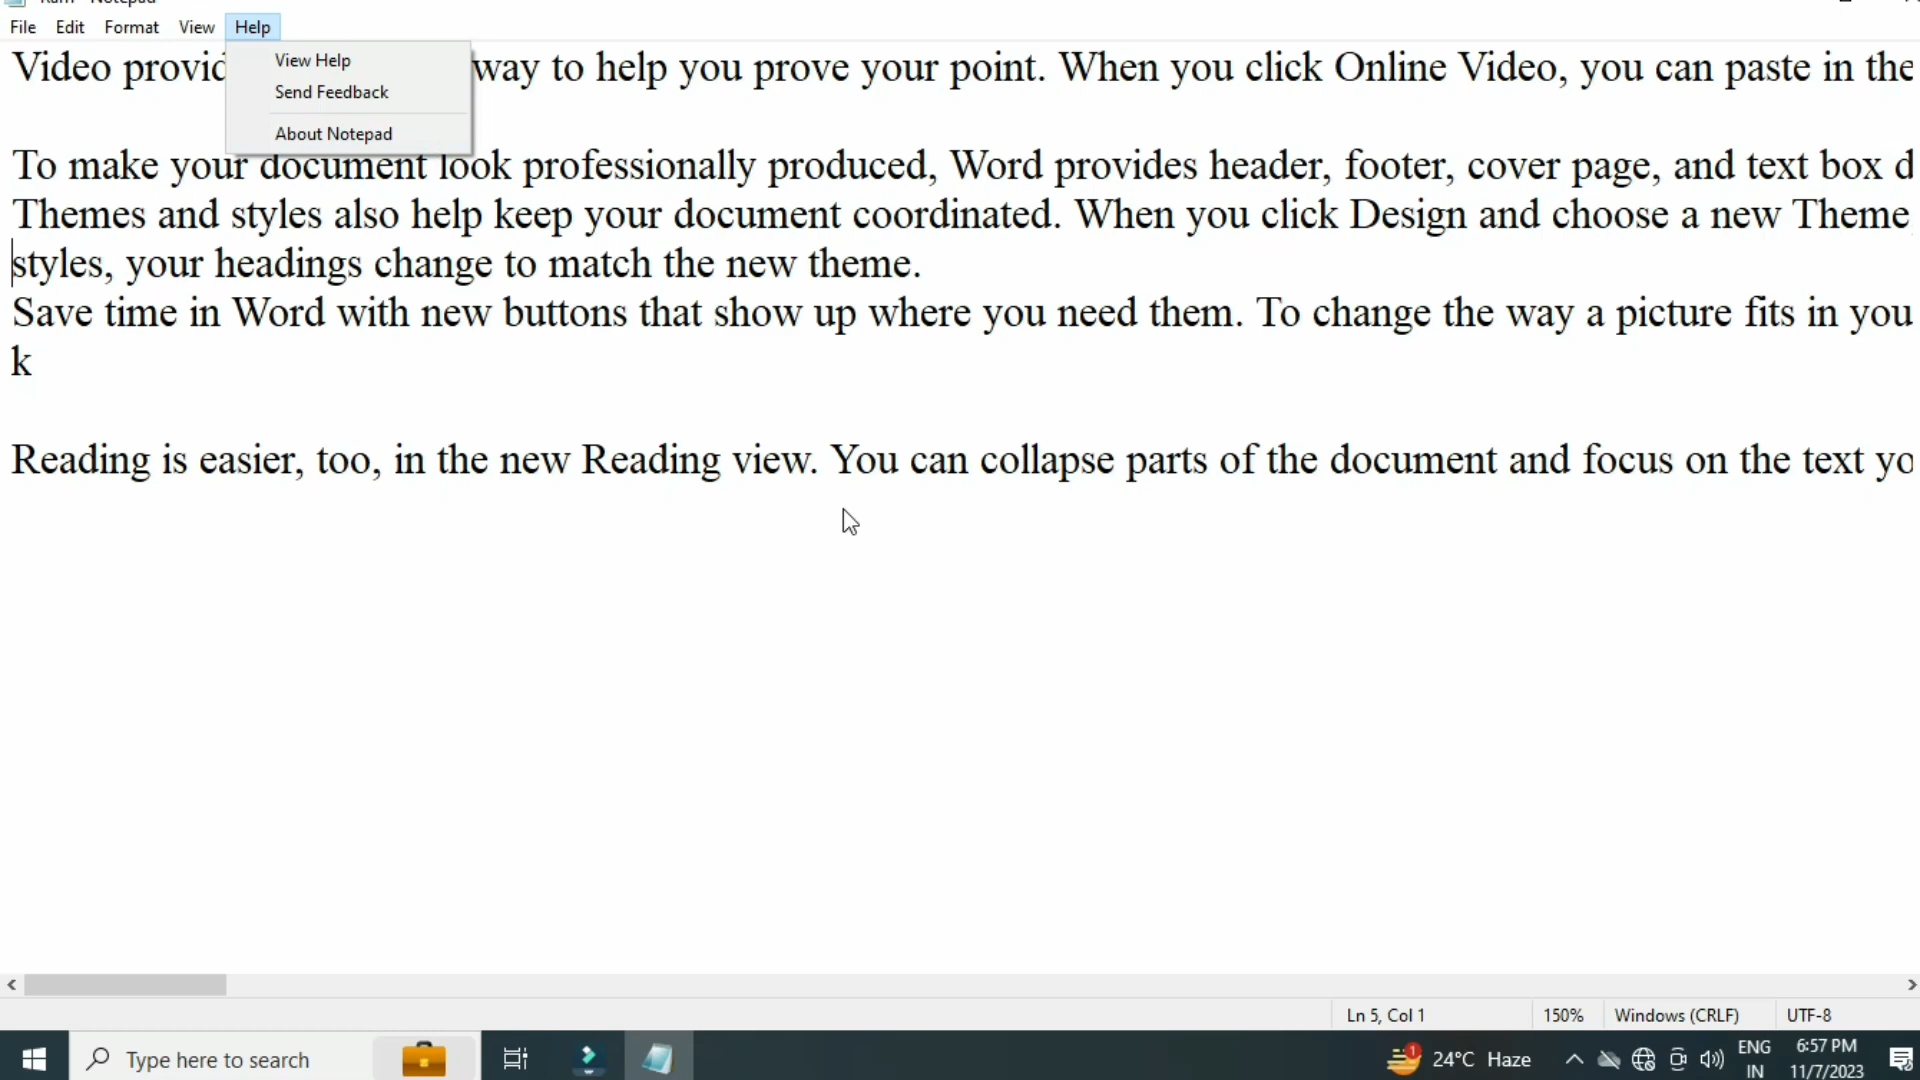 Notepad
File Edit Format View Help
View Help
Send Feedback
About Notepad
Video provid way to help you prove your point. When you click Online Video, you can paste in the
To make your document look professionally produced, Word provides header, footer, cover page, and text box d
Themes and styles also help keep your document coordinated. When you click Design and choose a new Theme,
styles, your headings change to match the new theme.
Save time in Word with new buttons that show up where you need them. To change the way a picture fits in you
k
Reading is easier, too, in the new Reading view. You can collapse parts of the document and focus on the text yo
Ln 5, Col 1 150% Windows (CRLF) UTF-8
Type here to search 1 24°C Haze ENG 6:57 PM
IN 11/7/2023